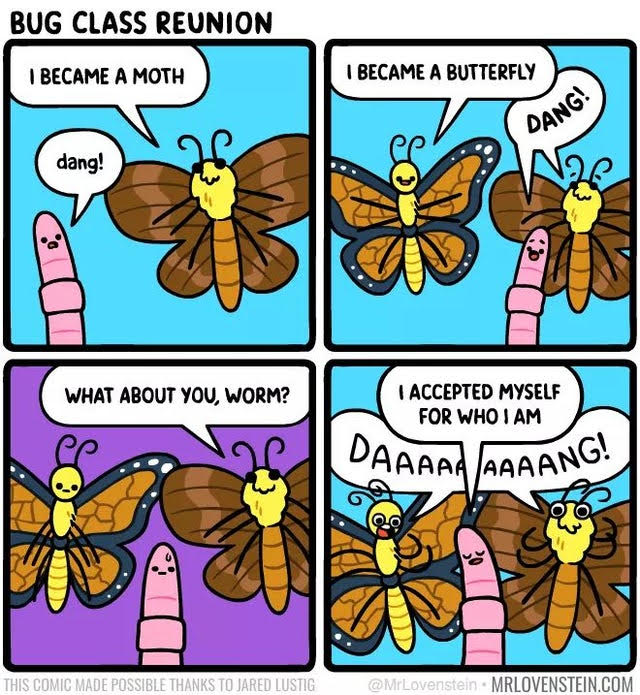 BUG CLASS REUNION
I BECAME A MOTH
dang!
I BECAME A BUTTERFLY
DANG!
WHAT ABOUT YOU, WORM?
I ACCEPTED MYSELF
FOR WHO I AM
DAAAAA AAAANG!
THIS COMIC MADE POSSIBLE THANKS TO JARED LUSTIG
@MrLovenstein • MRLOVENSTEIN.COM